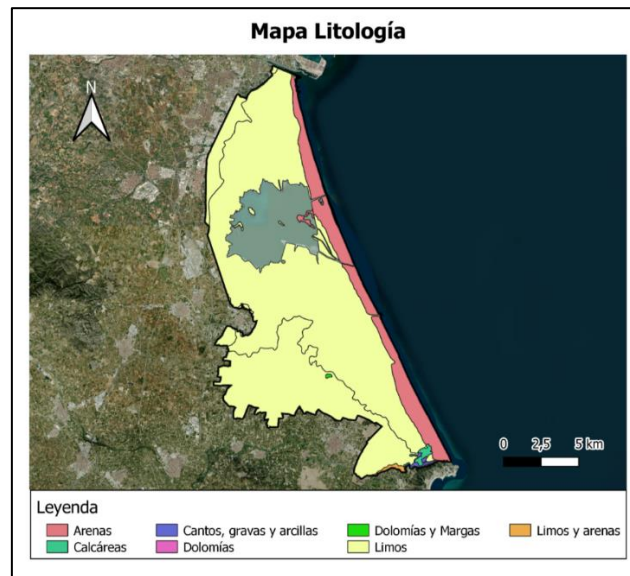 Mapa Litología
N
0 2,5 5 km
Leyenda
Arenas Cantos, gravas y arcillas Dolomías y Margas Limos y arenas
Calcáreas Dolomías Limos